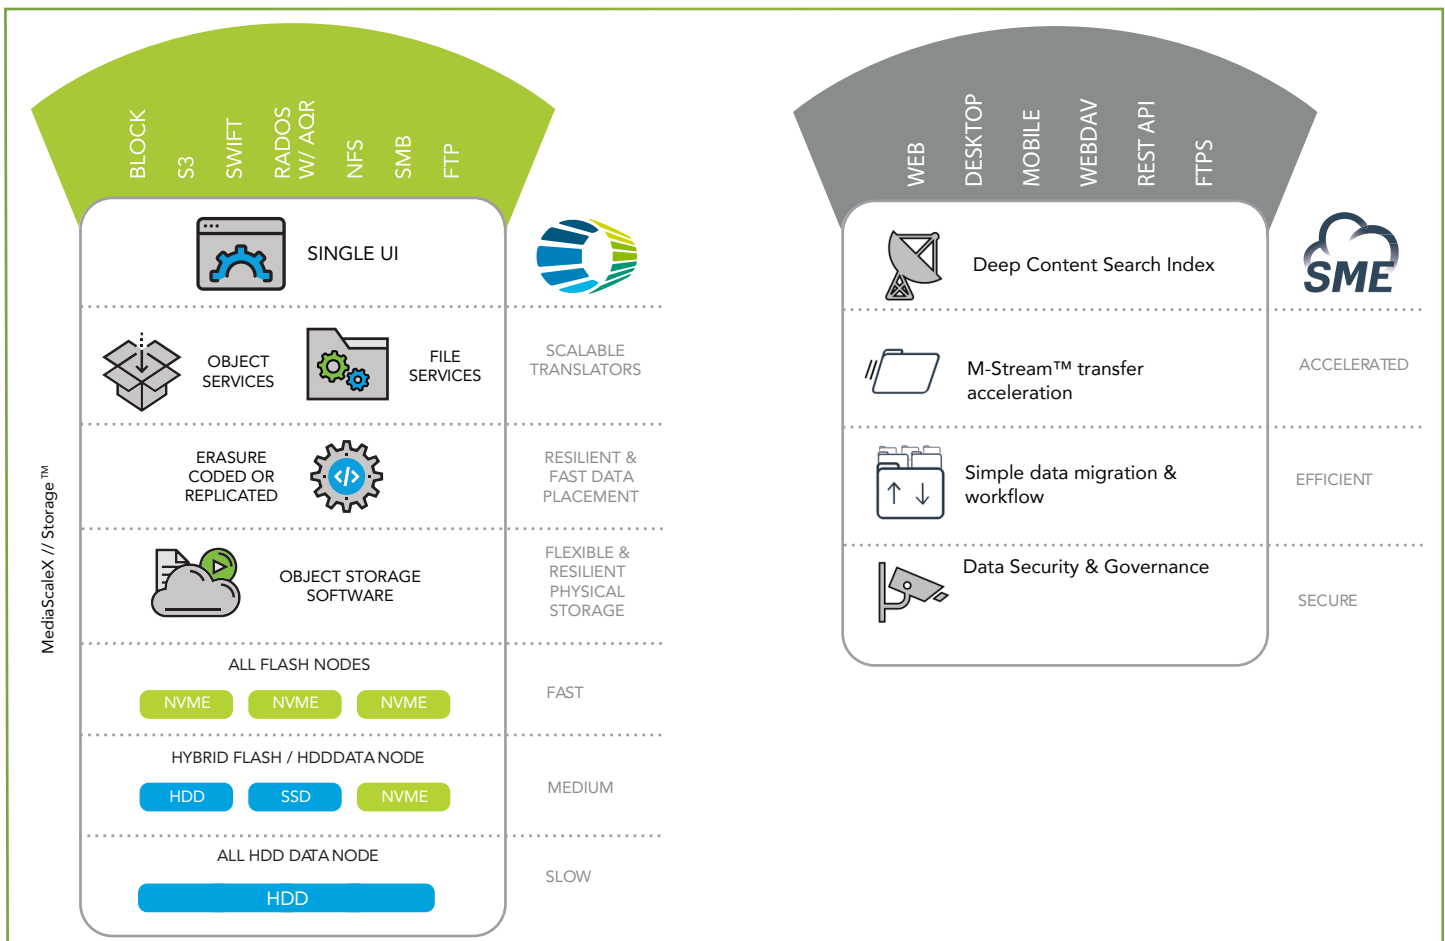 BLOCK
S3
SWIFT
RADOS
W/ AQR
NFS
SMB
FTP
SINGLE UI
OBJECT
SERVICES
FILE
SERVICES
SCALABLE
TRANSLATORS
ERASURE
CODED OR
REPLICATED
</>
RESILIENT &
FAST DATA
PLACEMENT
OBJECT STORAGE
SOFTWARE
FLEXIBLE &
RESILIENT
PHYSICAL
STORAGE
MediaScaleX // Storage™
ALL FLASH NODES
NVME NVME NVME
FAST
HYBRID FLASH / HDDDATA NODE
HDD SSD NVME
MEDIUM
ALL HDD DATA NODE
HDD
SLOW
WEB
DESKTOP
MOBILE
WEBDAV
REST API
FTPS
Deep Content Search Index
SME
M-Stream™ transfer
acceleration
ACCELERATED
Simple data migration &
workflow
EFFICIENT
Data Security & Governance
SECURE